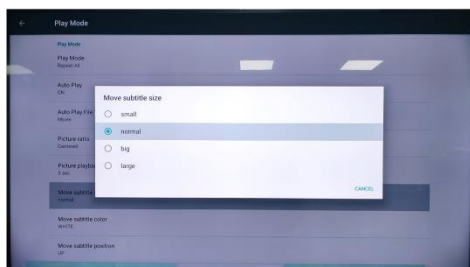 Play Mode
Play Mode
Play Mode
Repeat All
Auto Play
ON
Auto Play File
Movie
Picture ratio
Centered
Picture playba
3 sec
Move subtitle
normal
Move subtitle color
WHITE
Move subtitle position
UP
Move subtitle size
small
normal
big
large
CANCEL